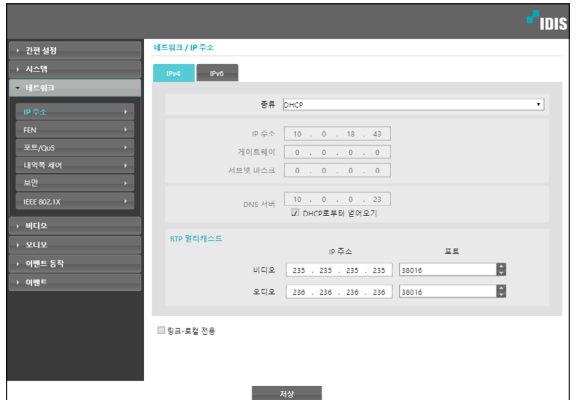 IDIS
간편 설정
시스템
네트워크
IP 주소
FEN
포트/QoS
대역폭 제어
보안
IEEE 802.1X
비디오
오디오
이벤트 동작
이벤트
네트워크 / IP 주소
IPv4 IPv6
종류 DHCP
IP 주소 10 . 0 . 18 . 43
게이트웨이 0 . 0 . 0 . 0
서브넷 마스크 0 . 0 . 0 . 0
DNS 서버 10 . 0 . 0 . 23
DHCP로부터 얻어오기
RTP 멀티캐스트
IP 주소 포트
비디오 235 . 235 . 235 . 235 38016
오디오 236 . 236 . 236 . 236 38016
링크-로컬 전용
저장